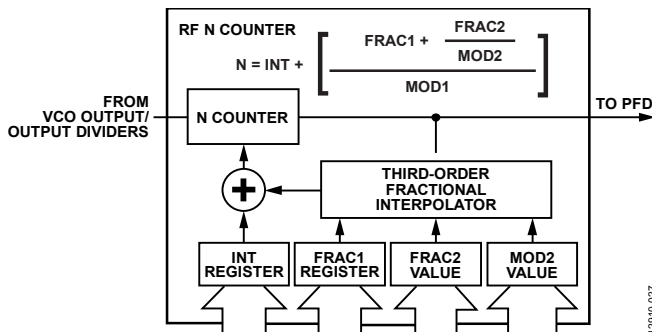 RF N COUNTER
N = INT +
FRAC1 +
FRAC2
MOD2
MOD1
FROM
VCO OUTPUT/
OUTPUT DIVIDERS
N COUNTER
TO PFD
THIRD-ORDER
FRACTIONAL
INTERPOLATOR
+
INT
REGISTER
FRAC1
REGISTER
FRAC2
VALUE
MOD2
VALUE